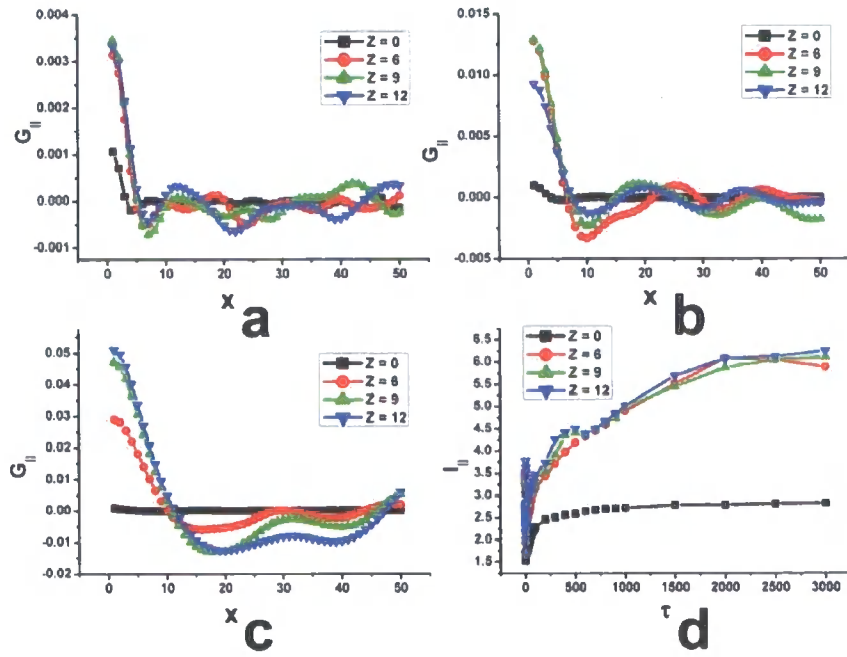 0.004
0.003
0.002
0.001
0.000
-0.001
G||
0
10
20
30
40
50
X
a
Z = 0
Z = 6
Z = 9
Z = 12
0.015
0.010
0.005
0.000
-0.005
G||
0
10
20
30
40
50
X
b
Z = 0
Z = 6
Z = 9
Z = 12
0.05
0.04
0.03
0.02
0.01
0.00
-0.01
-0.02
G||
0
10
20
30
40
50
X
c
Z = 0
Z = 6
Z = 9
Z = 12
6.5
6.0
5.5
5.0
4.5
4.0
3.5
3.0
2.5
2.0
1.5
I||
0
500
1000
1500
2000
2500
3000
τ
d
Z = 0
Z = 6
Z = 9
Z = 12